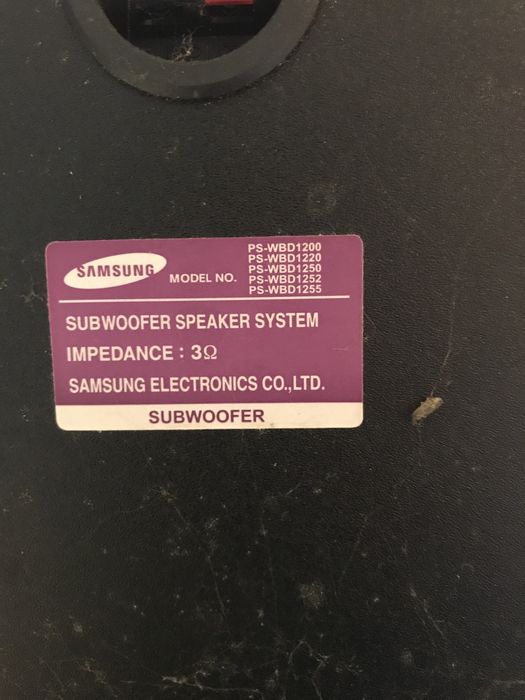 SAMSUNG
MODEL NO.
PS-WBD1200
PS-WBD1220
PS-WBD1250
PS-WBD1252
PS-WBD1255
SUBWOOFER SPEAKER SYSTEM
IMPEDANCE : 3Ω
SAMSUNG ELECTRONICS CO.,LTD.
SUBWOOFER